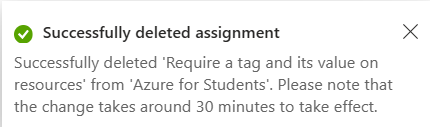 Successfully deleted assignment
Successfully deleted 'Require a tag and its value on
resources' from 'Azure for Students'. Please note that
the change takes around 30 minutes to take effect.